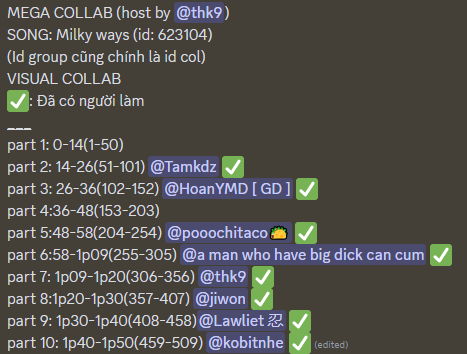 MEGA COLLAB (host by @thk9 )
SONG: Milky ways (id: 623104)
(Id group cũng chính là id col)
VISUAL COLLAB
✅: Đã có người làm
___
part 1: 0-14(1-50)
part 2: 14-26(51-101) @Tamkdz ✅
part 3: 26-36(102-152) @HoanYMD [ GD ] ✅
part 4:36-48(153-203)
part 5:48-58(204-254) @pooochitaco🌮 ✅
part 6:58-1p09(255-305) @a man who have big dick can cum ✅
part 7: 1p09-1p20(306-356) @thk9 ✅
part 8:1p20-1p30(357-407) @jiwon ✅
part 9: 1p30-1p40(408-458)@Lawliet 忍 ✅
part 10: 1p40-1p50(459-509) @kobitnhe ✅ (edited)